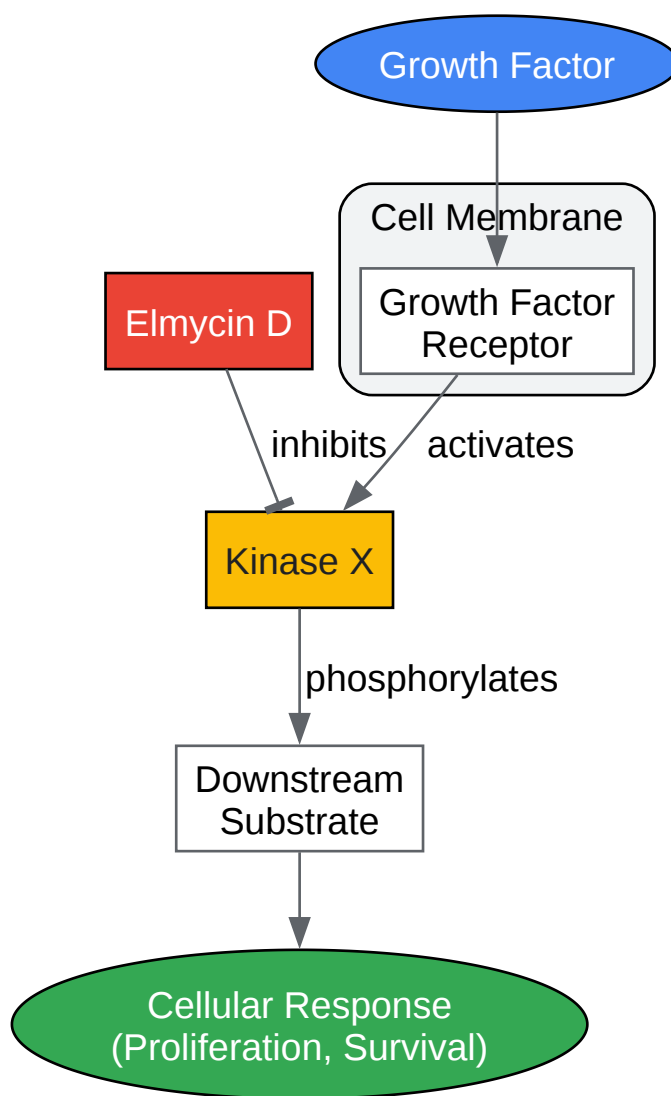 Growth Factor
Cell Membrane
Elmycin D
Growth Factor
Receptor
inhibits
activates
Kinase X
phosphorylates
Downstream
Substrate
Cellular Response
(Proliferation, Survival)